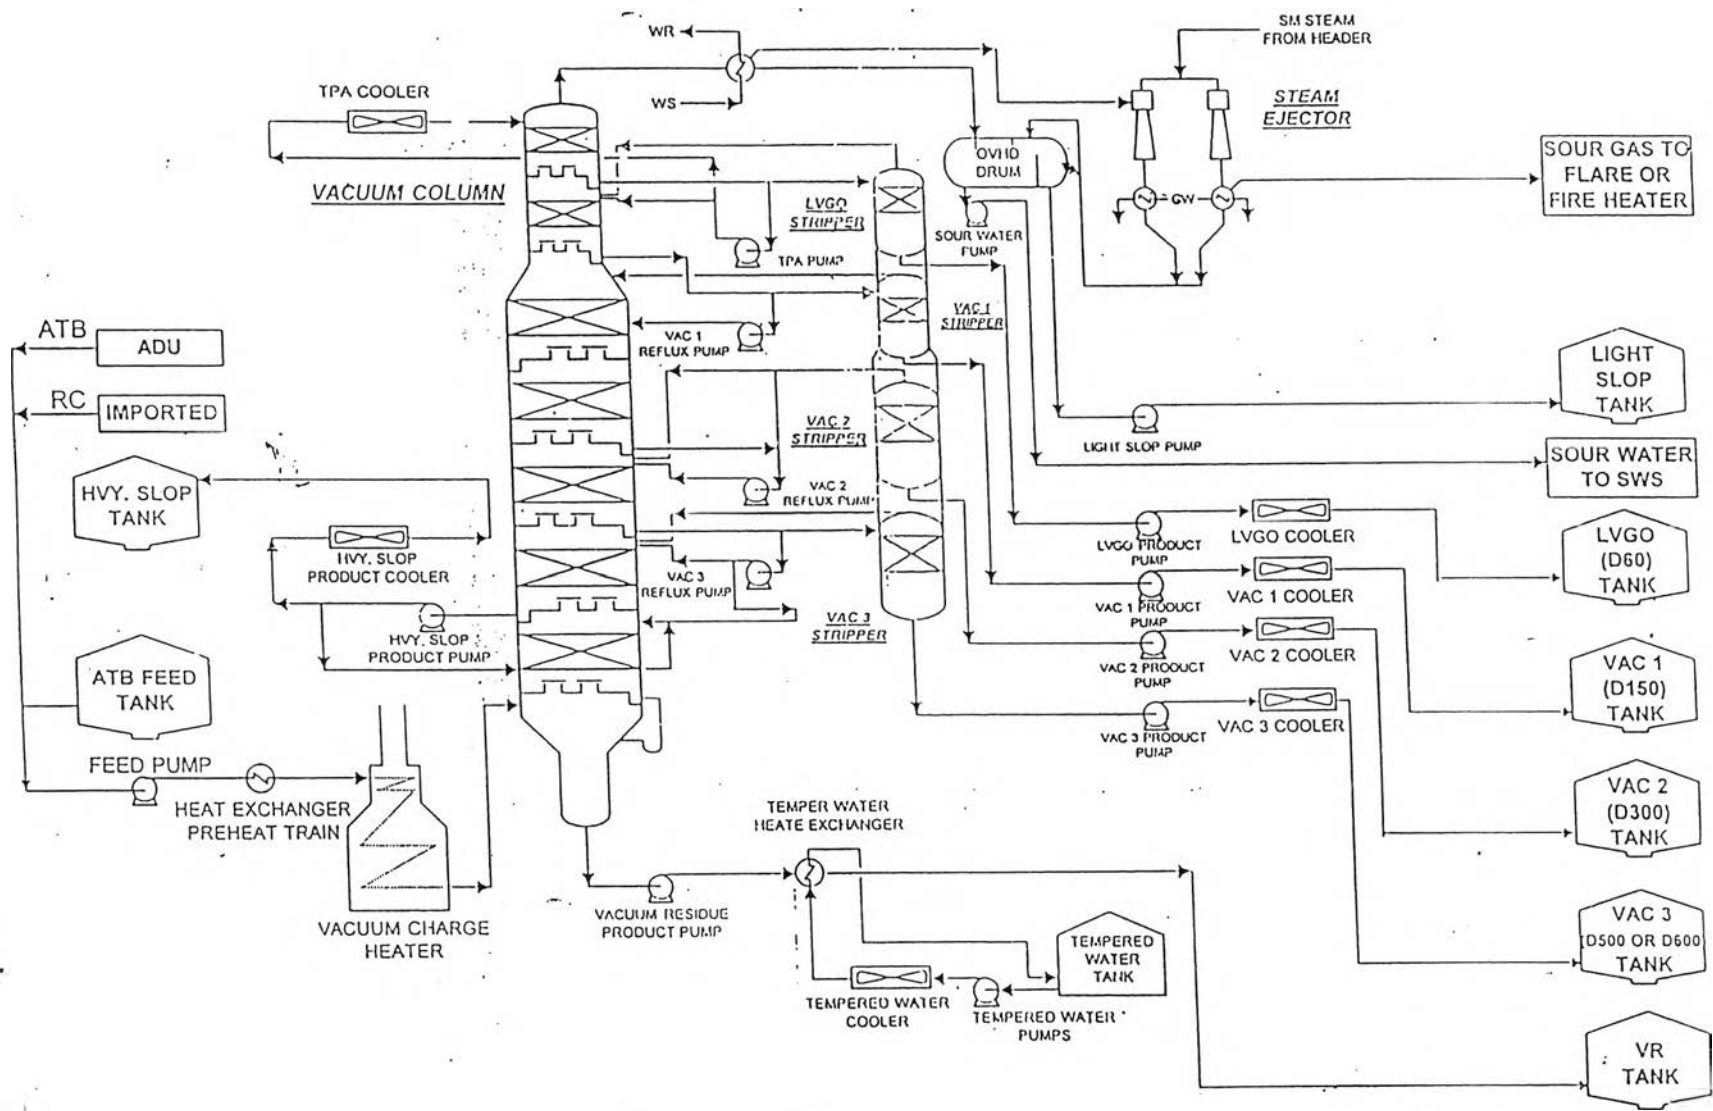 WR
WS
SM STEAM
FROM HEADER
TPA COOLER
STEAM
EJECTOR
VACUUM COLUMN
OVHD
DRUM
SOUR GAS TO
FLARE OR
FIRE HEATER
LVGO
STRIPPER
CW
SOUR WATER
PUMP
TPA PUMP
VAC 1
STRIPPER
VAC 1
REFLUX PUMP
ATB
ADU
RC
IMPORTED
LIGHT
SLOP
TANK
LIGHT SLOP PUMP
VAC 2
STRIPPER
SOUR WATER
TO SWS
HVY. SLOP
TANK
VAC 2
REFLUX PUMP
HVY. SLOP
PRODUCT COOLER
LVGO PRODUCT
PUMP
LVGO COOLER
LVGO
(D60)
TANK
VAC 3
REFLUX PUMP
VAC 1 PRODUCT
PUMP
VAC 1 COOLER
VAC 3
STRIPPER
HVY. SLOP
PRODUCT PUMP
VAC 2 PRODUCT
PUMP
VAC 2 COOLER
VAC 1
(D150)
TANK
ATB FEED
TANK
VAC 3 PRODUCT
PUMP
VAC 3 COOLER
FEED PUMP
HEAT EXCHANGER
PREHEAT TRAIN
VAC 2
(D300)
TANK
TEMPER WATER
HEATE EXCHANGER
VACUUM CHARGE
HEATER
VACUUM RESIDUE
PRODUCT PUMP
VAC 3
D500 OR D600
TANK
TEMPERED
WATER
TANK
TEMPERED WATER
COOLER
TEMPERED WATER
PUMPS
VR
TANK